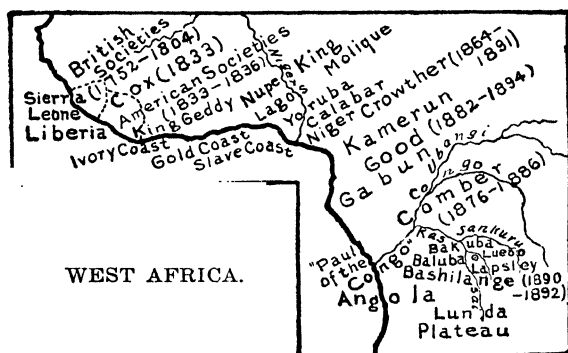 British
Societies
(1752–1804)
Cox (1833)
American Societies
(1833–1836)
Sierra
Leone
Liberia
King
Geddy
Nupe
King
Molique
Lagos
Niger
Yoruba
Calabar
Niger Crowther (1864–
1891)
Ivory Coast
Gold Coast
Slave Coast
Kamerun
Good (1882–1894)
Gabun
Ubangi
Congo
Comber
(1876–1886)
"Paul
of the
Congo"
Kas
sai
Sankuru
Bakuba
Luebo
Baluba
Lapsley
Bashilange (1890
–1892)
Angola
Lunda
Plateau
WEST AFRICA.